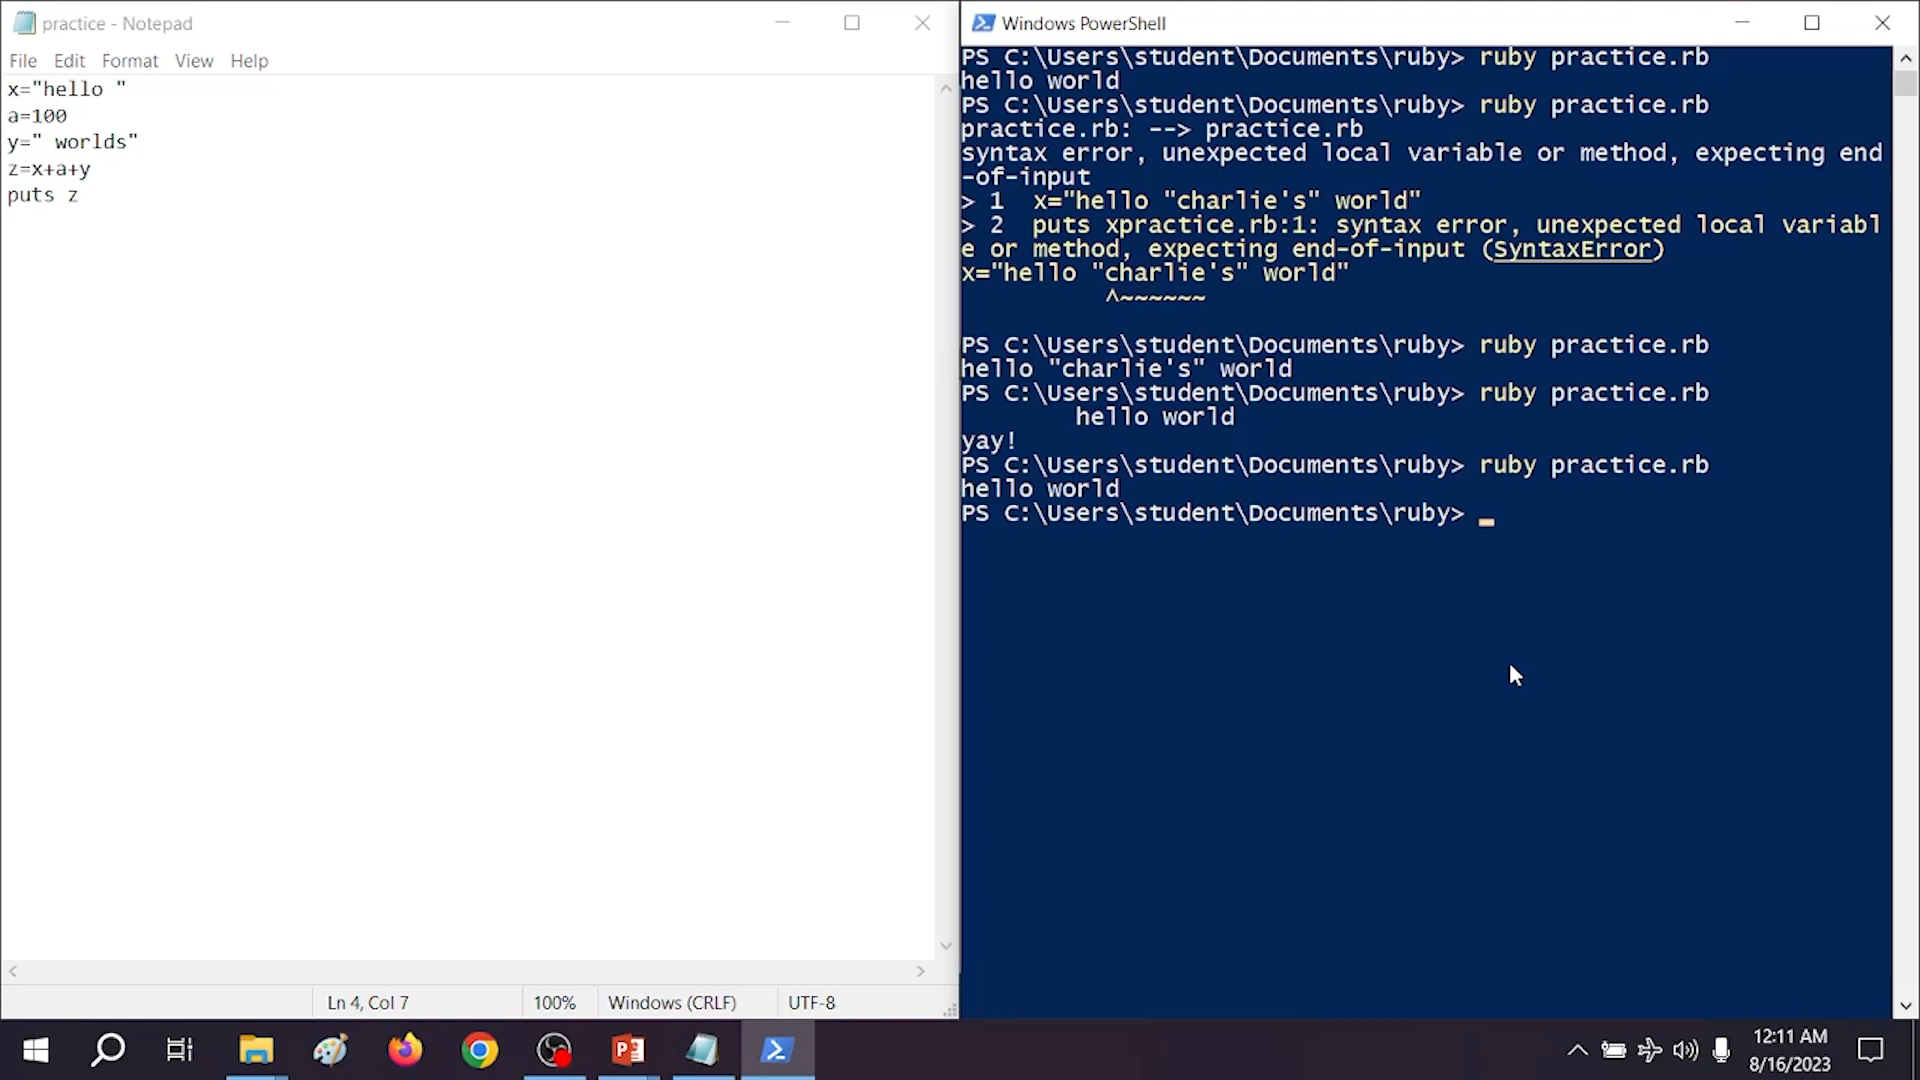 practice - Notepad
File Edit Format View Help
x="hello "
a=100
y=" worlds"
z=x+a+y
puts z
Ln 4, Col 7
100%
Windows (CRLF)
UTF-8
Windows PowerShell
PS C:\Users\student\Documents\ruby> ruby practice.rb
hello world
PS C:\Users\student\Documents\ruby> ruby practice.rb
practice.rb: --> practice.rb
syntax error, unexpected local variable or method, expecting end
-of-input
> 1  x="hello "charlie's" world"
> 2  puts xpractice.rb:1: syntax error, unexpected local variabl
e or method, expecting end-of-input (SyntaxError)
x="hello "charlie's" world"
          ^~~~~~~
PS C:\Users\student\Documents\ruby> ruby practice.rb
hello "charlie's" world
PS C:\Users\student\Documents\ruby> ruby practice.rb
        hello world
yay!
PS C:\Users\student\Documents\ruby> ruby practice.rb
hello world
PS C:\Users\student\Documents\ruby> _
12:11 AM
8/16/2023